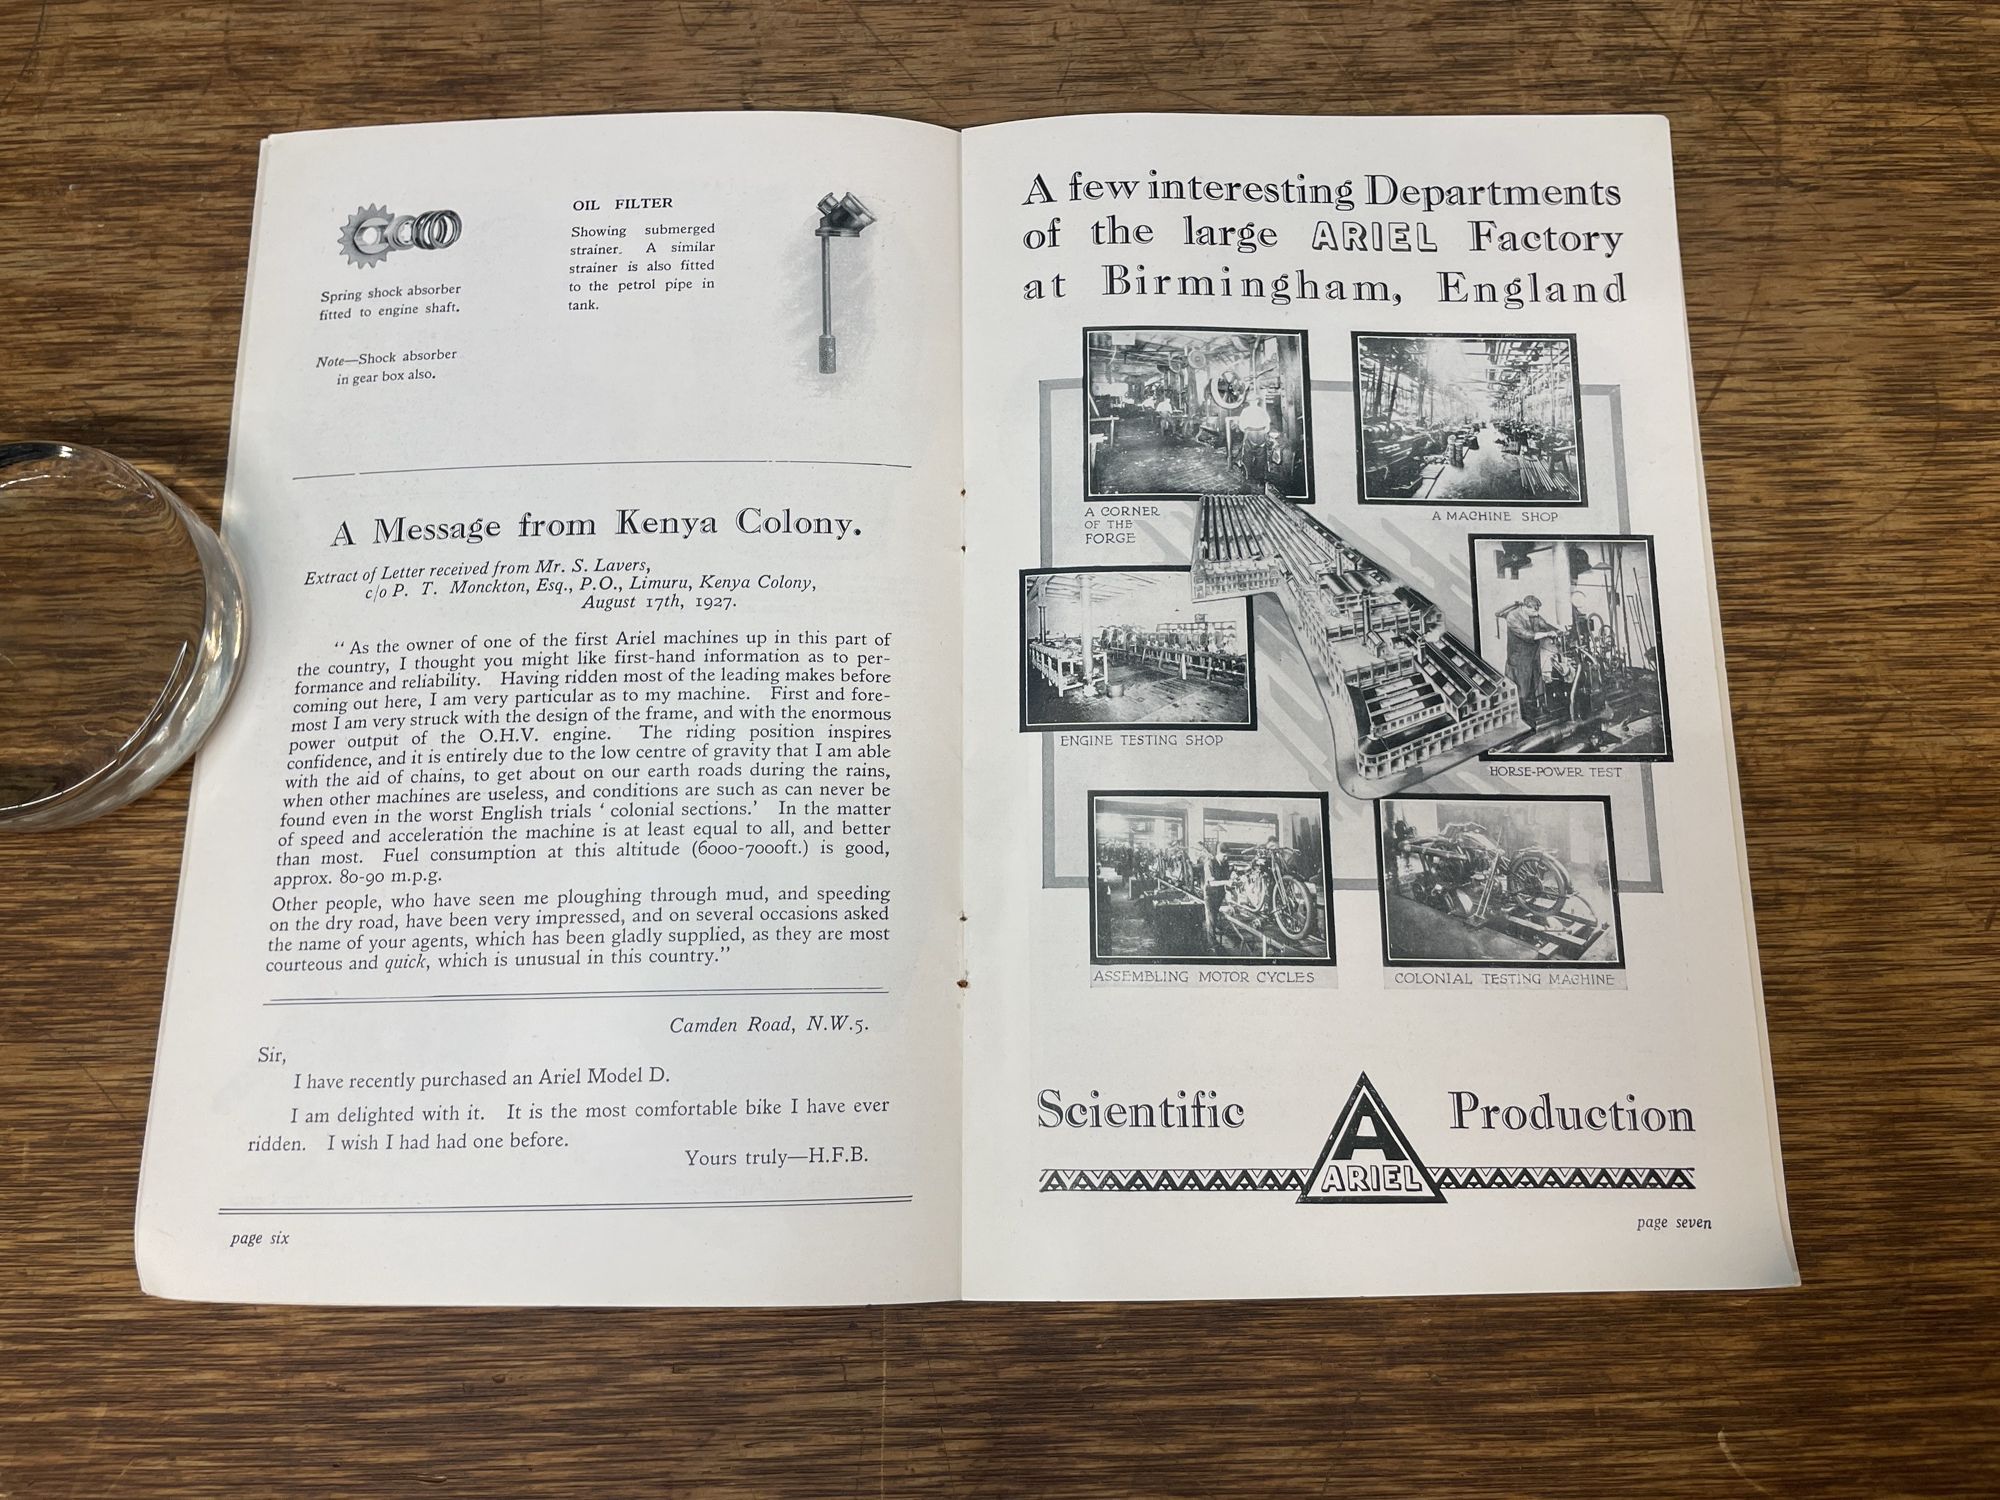 Spring shock absorber
fitted to engine shaft.
Note—Shock absorber
in gear box also.
OIL FILTER
Showing submerged
strainer. A similar
strainer is also fitted
to the petrol pipe in
tank.
A Message from Kenya Colony.
Extract of Letter received from Mr. S. Lavers,
c/o P. T. Monckton, Esq., P.O., Limuru, Kenya Colony,
August 17th, 1927.
“ As the owner of one of the first Ariel machines up in this part of
the country, I thought you might like first-hand information as to per-
formance and reliability. Having ridden most of the leading makes before
coming out here, I am very particular as to my machine. First and fore-
most I am very struck with the design of the frame, and with the enormous
power output of the O.H.V. engine. The riding position inspires
confidence, and it is entirely due to the low centre of gravity that I am able
with the aid of chains, to get about on our earth roads during the rains,
when other machines are useless, and conditions are such as can never be
found even in the worst English trials ‘ colonial sections.’ In the matter
of speed and acceleration the machine is at least equal to all, and better
than most. Fuel consumption at this altitude (6000-7000ft.) is good,
approx. 80-90 m.p.g.
Other people, who have seen me ploughing through mud, and speeding
on the dry road, have been very impressed, and on several occasions asked
the name of your agents, which has been gladly supplied, as they are most
courteous and quick, which is unusual in this country.”
Camden Road, N.W.5.
Sir,
I have recently purchased an Ariel Model D.
I am delighted with it. It is the most comfortable bike I have ever
ridden. I wish I had had one before.
Yours truly—H.F.B.
page six
A few interesting Departments
of the large ARIEL Factory
at Birmingham, England
A CORNER
OF THE
FORGE
A MACHINE SHOP
ENGINE TESTING SHOP
HORSE-POWER TEST
ASSEMBLING MOTOR CYCLES
COLONIAL TESTING MACHINE
Scientific A Production
ARIEL
page seven